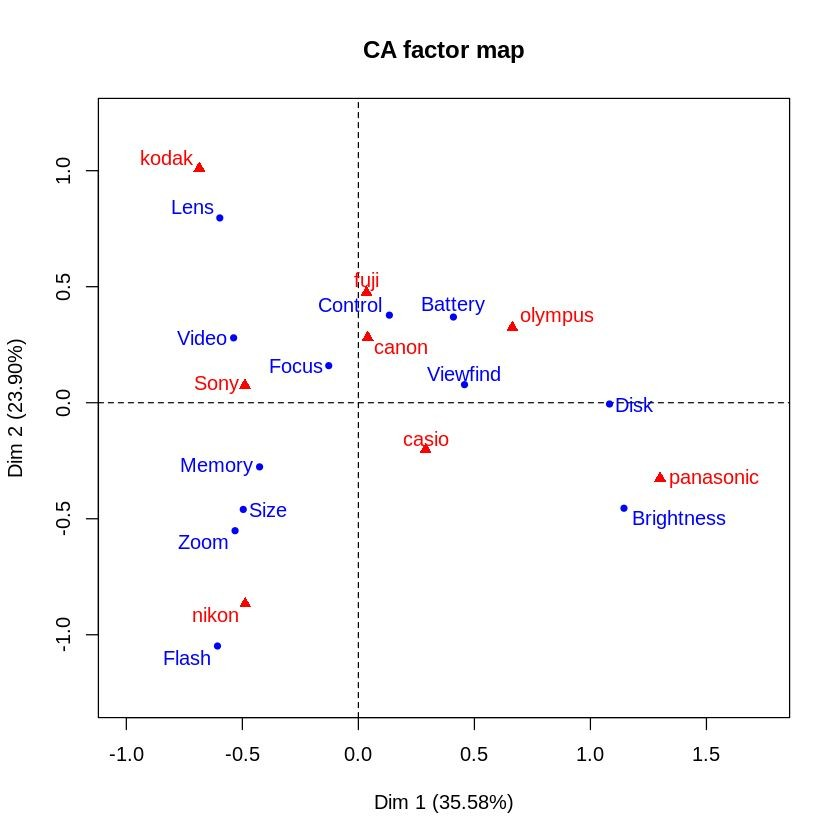 CA factor map
kodak
Lens
fuji
Control
Battery
olympus
Video
canon
Focus
Viewfind
Sony
Disk
casio
Memory
panasonic
Size
Brightness
Zoom
nikon
Flash
1.0
0.5
0.0
-0.5
-1.0
Dim 2 (23.90%)
-1.0 -0.5 0.0 0.5 1.0 1.5
Dim 1 (35.58%)